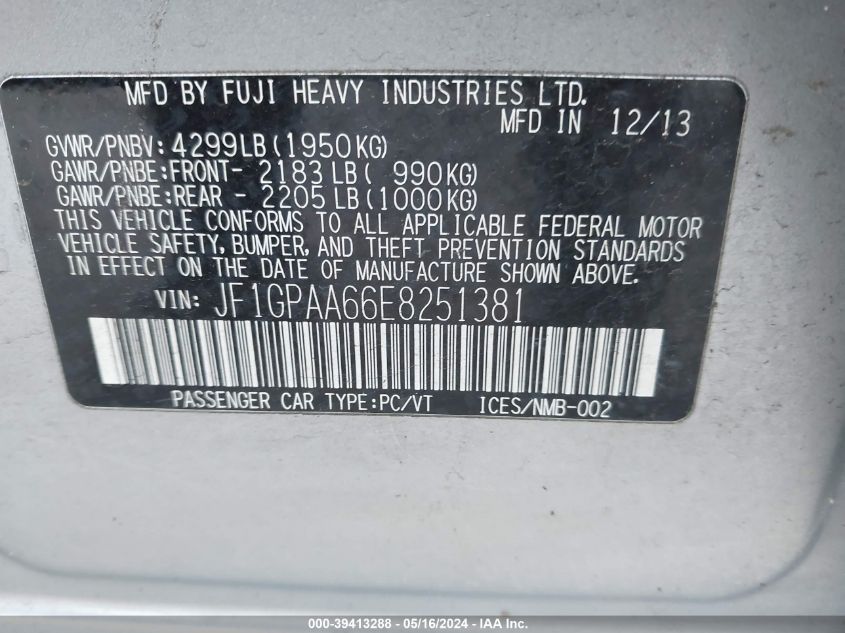 MFD BY FUJI HEAVY INDUSTRIES LTD.
MFD IN 12/13
GVWR/PNBV: 4299LB (1950KG)
GAWR/PNBE:FRONT- 2183 LB ( 990KG)
GAWR/PNBE:REAR - 2205 LB (1000KG)
THIS VEHICLE CONFORMS TO ALL APPLICABLE FEDERAL MOTOR
VEHICLE SAFETY, BUMPER, AND THEFT PREVENTION STANDARDS
IN EFFECT ON THE DATE OF MANUFACTURE SHOWN ABOVE.
VIN: JF1GPAA66E8251381
PASSENGER CAR TYPE:PC/VT ICES/NMB-002
000-39413288 - 05/16/2024 - IAA Inc.